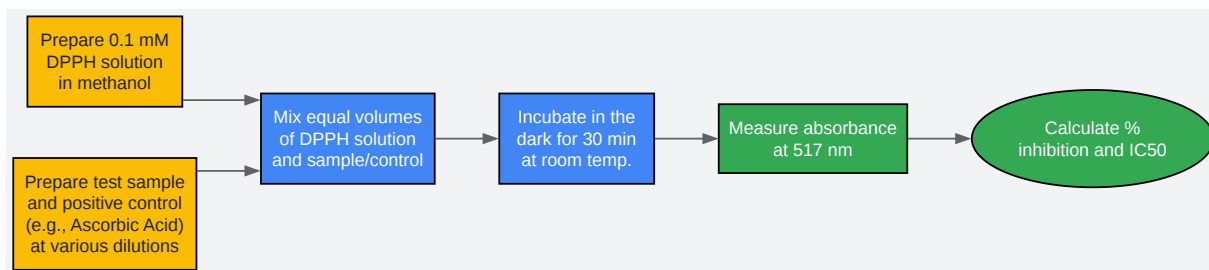 Prepare 0.1 mM
DPPH solution
in methanol
Prepare test sample
and positive control
(e.g., Ascorbic Acid)
at various dilutions
Mix equal volumes
of DPPH solution
and sample/control
Incubate in the
dark for 30 min
at room temp.
Measure absorbance
at 517 nm
Calculate %
inhibition and IC50